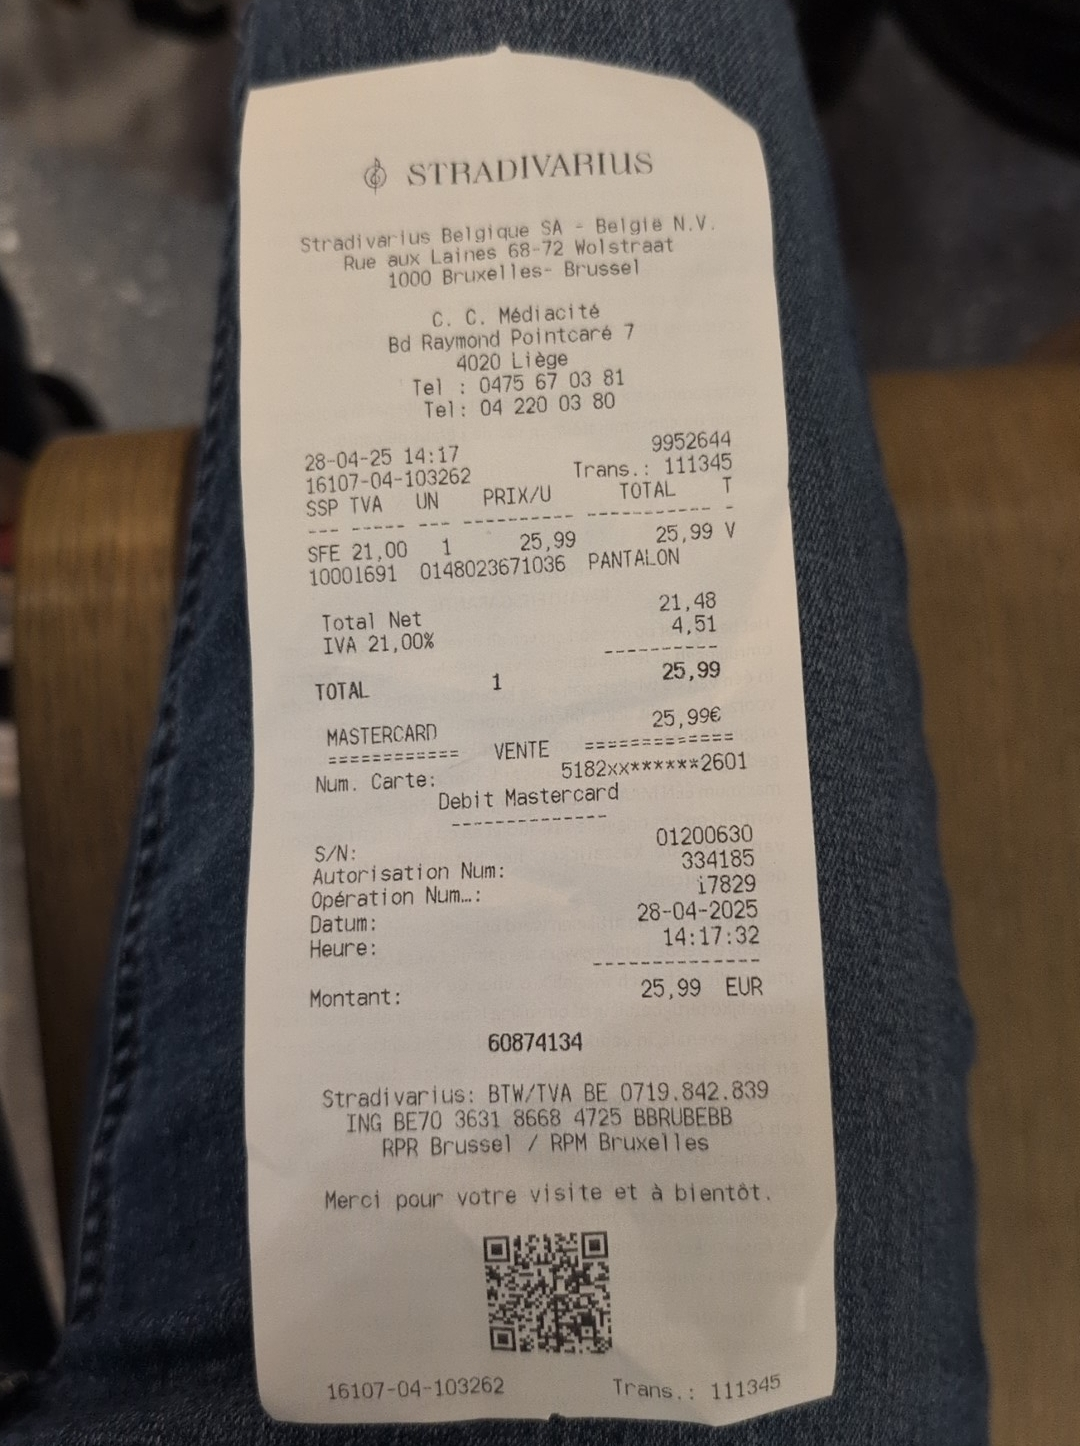 STRADIVARIUS
Stradivarius Belgique SA - België N.V.
Rue aux Laines 68-72 Wolstraat
1000 Bruxelles- Brussel
C. C. Médiacité
Bd Raymond Pointcaré 7
4020 Liège
Tel : 0475 67 03 81
Tel: 04 220 03 80
28-04-25 14:17 9952644
16107-04-103262 Trans.: 111345
SSP TVA UN PRIX/U TOTAL T
--- ----- --- ---------- ----------- -
SFE 21,00 1 25,99 25,99 V
10001691 0148023671036 PANTALON
Total Net 21,48
IVA 21,00% 4,51
----------
TOTAL 1 25,99
MASTERCARD 25,99€
============ VENTE =============
Num. Carte: 5182xx******2601
Debit Mastercard
--------------
S/N: 01200630
Autorisation Num: 334185
Opération Num…: i7829
Datum: 28-04-2025
Heure: 14:17:32
--------------
Montant: 25,99 EUR
60874134
Stradivarius: BTW/TVA BE 0719.842.839
ING BE70 3631 8668 4725 BBRUBEBB
RPR Brussel / RPM Bruxelles
Merci pour votre visite et à bientôt.
16107-04-103262 Trans.: 111345